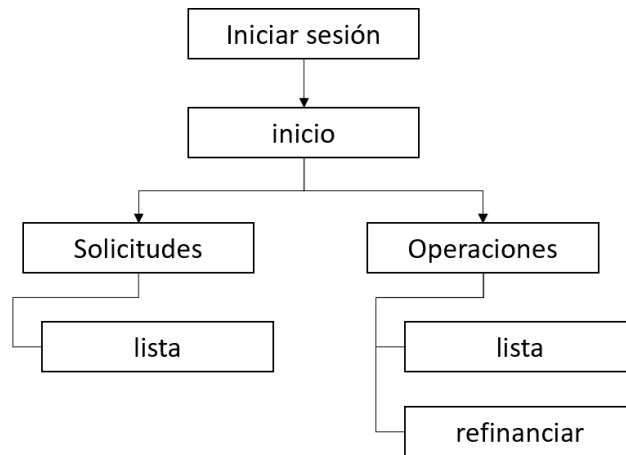 Iniciar sesión
inicio
Solicitudes
Operaciones
lista
lista
refinanciar